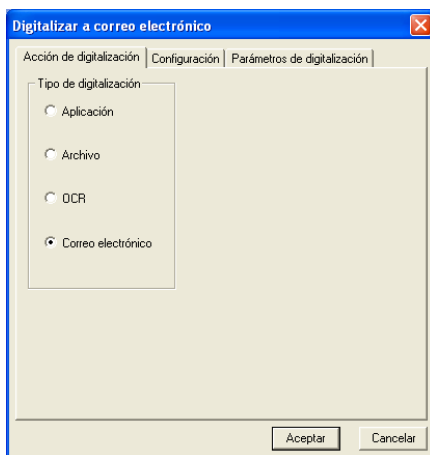 Digitalizar a correo electrónico
Acción de digitalización Configuración Parámetros de digitalización
Tipo de digitalización
Aplicación
Archivo
OCR
Correo electrónico
Aceptar Cancelar